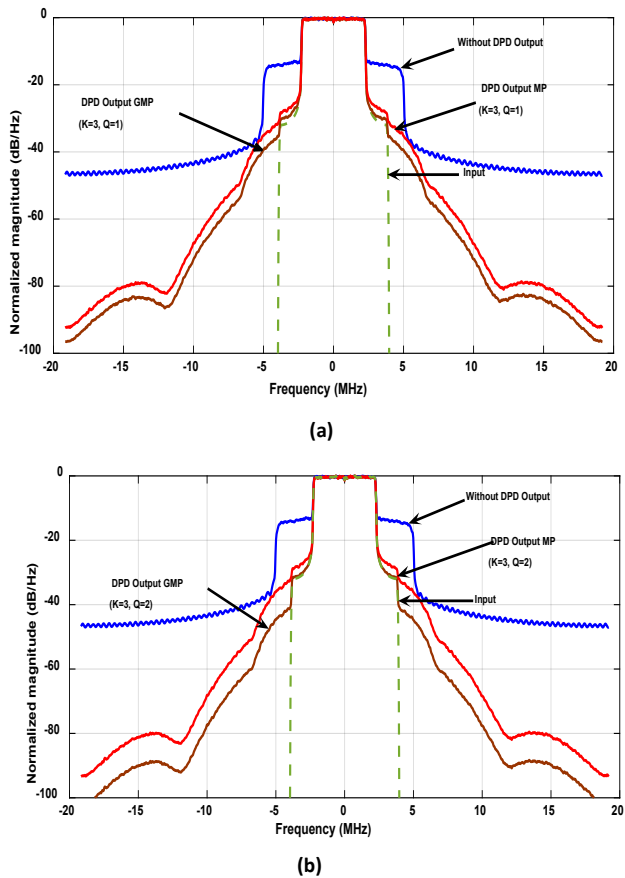 0
Without DPD Output
-20
DPD Output GMP
(K=3, Q=1)
DPD Output MP
(K=3, Q=1)
-40
Input
-60
-80
-100
Normalized magnitude (dB/Hz)
-20 -15 -10 -5 0 5 10 15 20
Frequency (MHz)
(a)
0
Without DPD Output
-20
DPD Output MP
(K=3, Q=2)
DPD Output GMP
(K=3, Q=2)
Input
-40
-60
-80
-100
Normalized magnitude (dB/Hz)
-20 -15 -10 -5 0 5 10 15 20
Frequency (MHz)
(b)